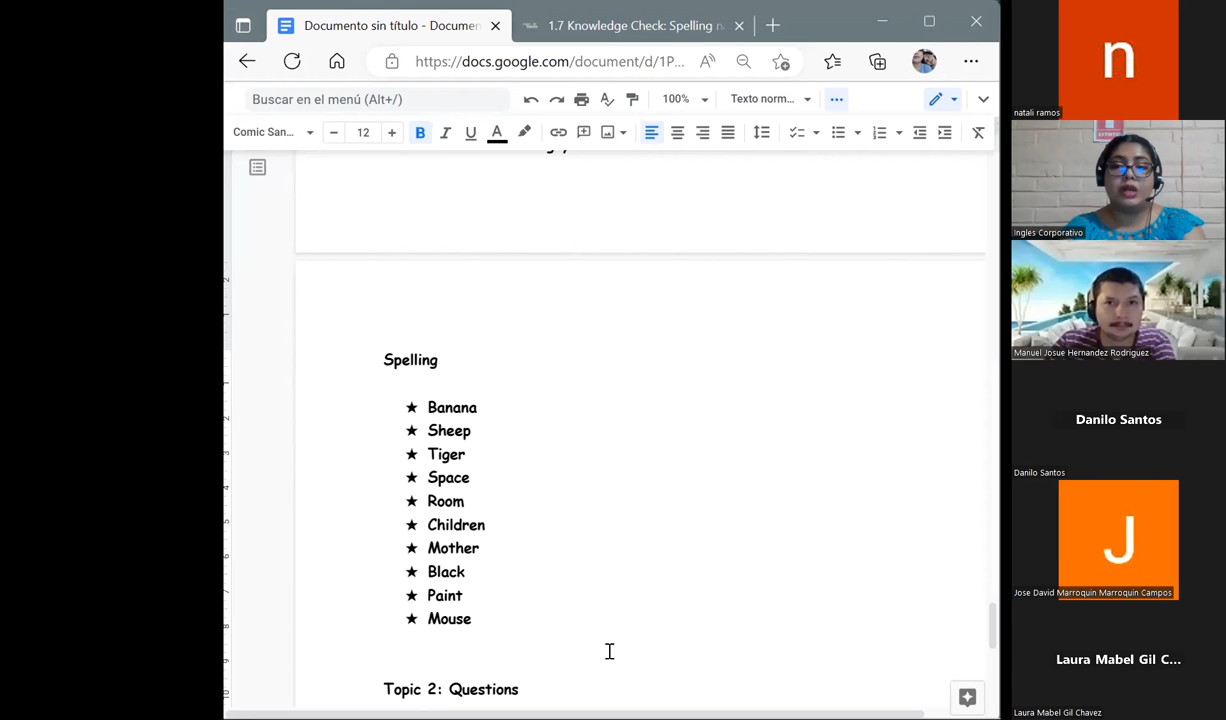 Documento sin título - Documen
1.7 Knowledge Check: Spelling n
https://docs.google.com/document/d/1P...
Buscar en el menú (Alt+/)
100%
Texto norm...
Comic San...
12
Spelling
★ Banana
★ Sheep
★ Tiger
★ Space
★ Room
★ Children
★ Mother
★ Black
★ Paint
★ Mouse
Topic 2: Questions
n
natali ramos
Ingles Corporativo
Manuel Josue Hernandez Rodriguez
Danilo Santos
Danilo Santos
J
Jose David Marroquin Marroquin Campos
Laura Mabel Gil C...
Laura Mabel Gil Chavez